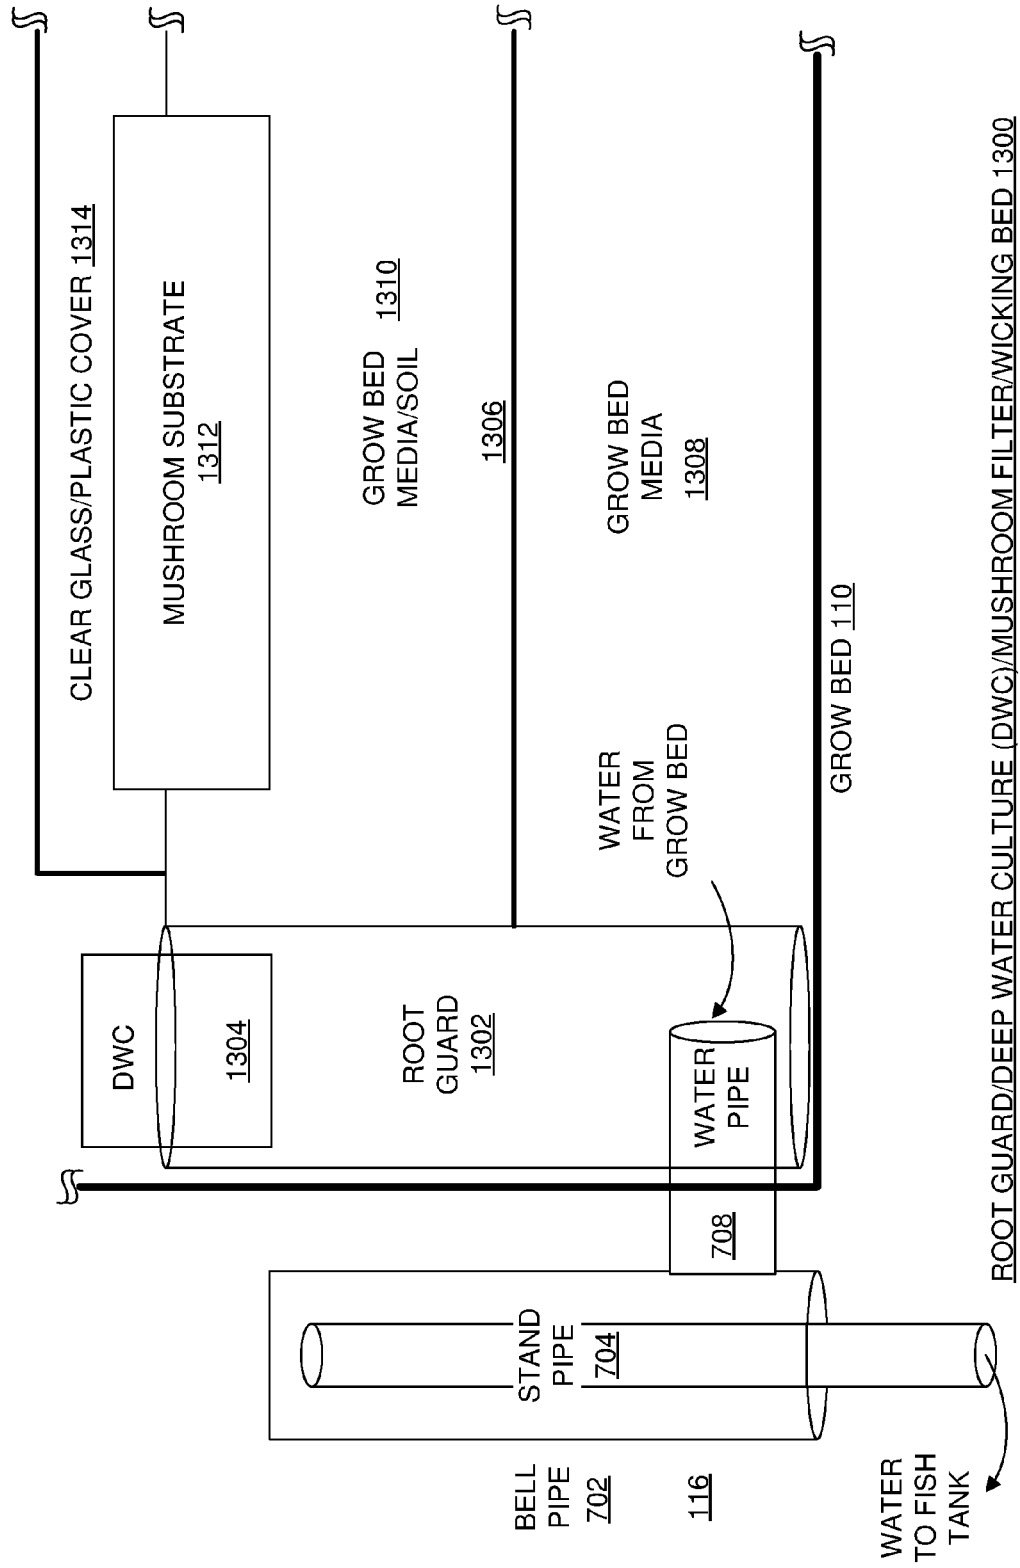 CLEAR GLASS/PLASTIC COVER 1314
MUSHROOM SUBSTRATE
1312
DWC
1304
GROW BED
MEDIA/SOIL
1310
ROOT
GUARD
1302
1306
GROW BED
MEDIA
1308
WATER
FROM
GROW BED
WATER
PIPE
708
STAND
PIPE
704
BELL
PIPE
702
116
GROW BED 110
WATER
TO FISH
TANK
ROOT GUARD/DEEP WATER CULTURE (DWC)/MUSHROOM FILTER/WICKING BED 1300